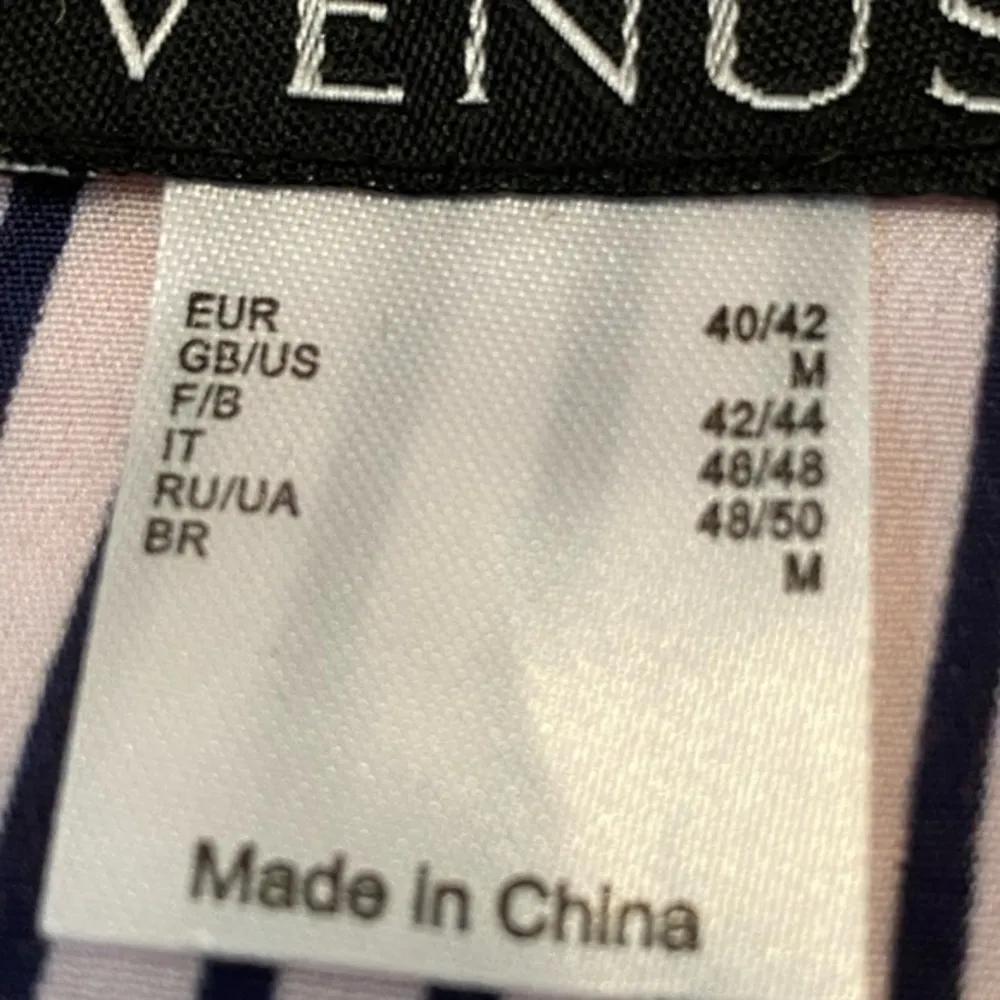 VENUS
EUR 40/42
GB/US M
F/B 42/44
IT 46/48
RU/UA 48/50
BR M
Made in China